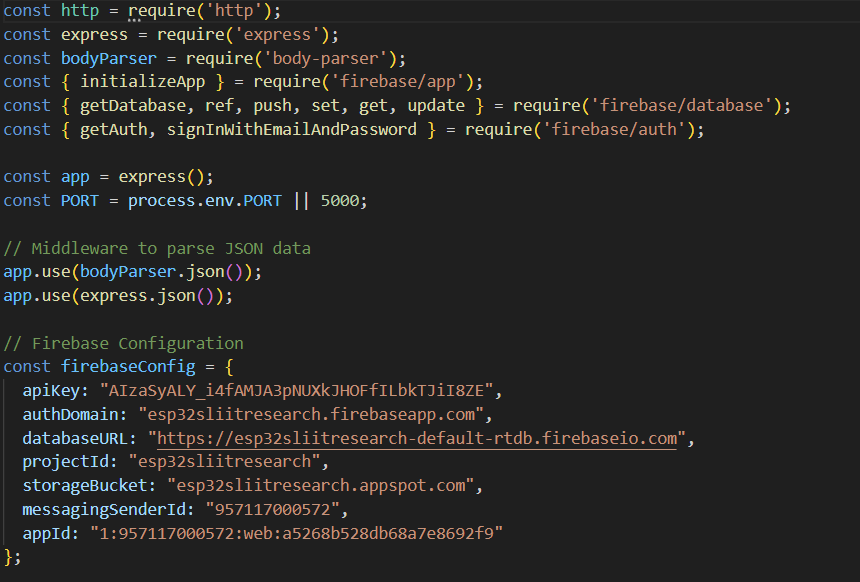 const http = require('http');
const express = require('express');
const bodyParser = require('body-parser');
const { initializeApp } = require('firebase/app');
const { getDatabase, ref, push, set, get, update } = require('firebase/database');
const { getAuth, signInWithEmailAndPassword } = require('firebase/auth');
const app = express();
const PORT = process.env.PORT || 5000;
// Middleware to parse JSON data
app.use(bodyParser.json());
app.use(express.json());
// Firebase Configuration
const firebaseConfig = {
apiKey: "AIzaSyALY_i4fAMJA3pNUXkJHOFfILbkTJiI8ZE",
authDomain: "esp32sliitresearch.firebaseapp.com",
databaseURL: "https://esp32sliitresearch-default-rtdb.firebaseio.com",
projectId: "esp32sliitresearch",
storageBucket: "esp32sliitresearch.appspot.com",
messagingSenderId: "957117000572",
appId: "1:957117000572:web:a5268b528db68a7e8692f9"
};